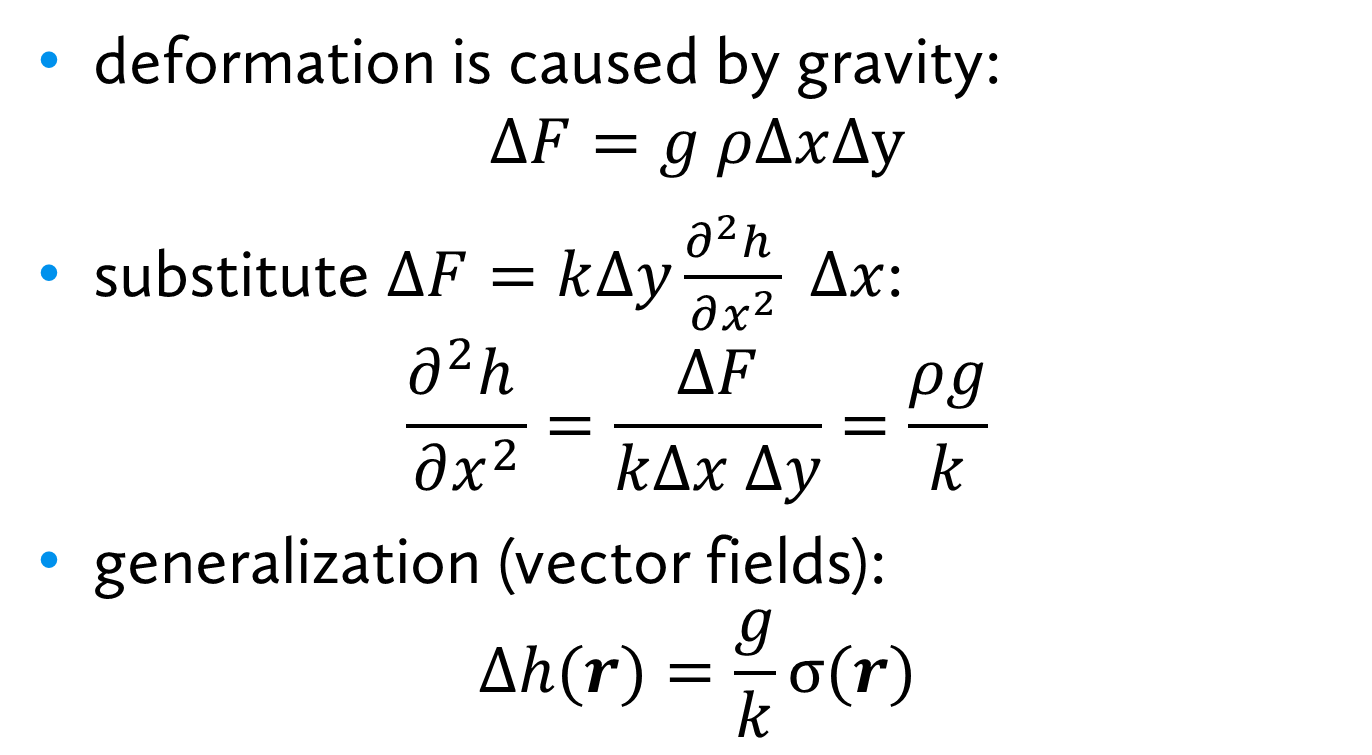 • deformation is caused by gravity:
Δ𝐹 = 𝑔 𝜌Δ𝑥Δy
• substitute Δ𝐹 = 𝑘Δ𝑦 ∂²ℎ/∂𝑥² Δ𝑥:
∂²ℎ/∂𝑥² = Δ𝐹/(𝑘Δ𝑥 Δ𝑦) = 𝜌𝑔/𝑘
• generalization (vector fields):
Δℎ(𝒓) = 𝑔/𝑘 σ(𝒓)